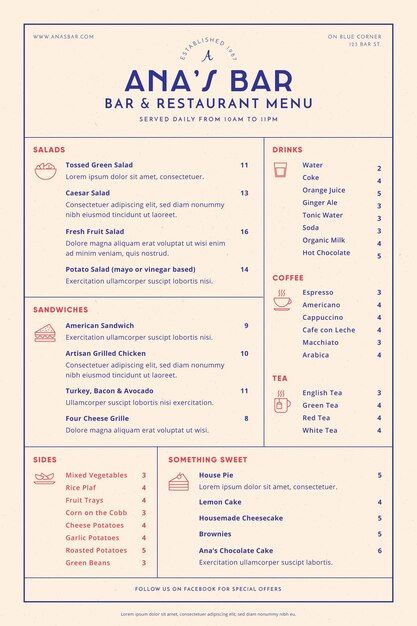 WWW.ANASBAR.COM
ESTABLISHED 1987
A
ON BLUE CORNER
123 BAR ST.
ANA'S BAR
BAR & RESTAURANT MENU
SERVED DAILY FROM 10AM TO 11PM
SALADS
Tossed Green Salad 11
Lorem ipsum dolor sit amet, consectetuer.
Caesar Salad 13
Consectetuer adipiscing elit, sed diam nonummy
nibh eiusmod tincidunt ut laoreet.
Fresh Fruit Salad 16
Dolore magna aliquam erat voluptat ut wisi enim
ad minim veniam, quis nostrud.
Potato Salad (mayo or vinegar based) 14
Exercitation ullamcorper suscipit lobortis nisi.
SANDWICHES
American Sandwich 9
Exercitation ullamcorper suscipit lobortis nisi.
Artisan Grilled Chicken 10
Consectetuer adipiscing elit, sed diam nonummy
nibh eiusmod tincidunt ut laoreet.
Turkey, Bacon & Avocado 11
Ullamcorper suscipit lobortis nisi exercitation.
Four Cheese Grille 8
Dolore magna aliquam erat voluptat ut wisi.
DRINKS
Water 2
Coke 4
Orange Juice 5
Ginger Ale 3
Tonic Water 3
Soda 3
Organic Milk 4
Hot Chocolate 5
COFFEE
Espresso 3
Americano 4
Cappuccino 4
Cafe con Leche 4
Macchiato 3
Arabica 4
TEA
English Tea 3
Green Tea 4
Red Tea 4
White Tea 4
SIDES
Mixed Vegetables 3
Rice Plaf 4
Fruit Trays 4
Corn on the Cobb 3
Cheese Potatoes 4
Garlic Potatoes 4
Roasted Potatoes 5
Green Beans 3
SOMETHING SWEET
House Pie 5
Lorem ipsum dolor sit amet, consectetuer.
Lemon Cake 4
Housemade Cheesecake 5
Brownies 5
Ana's Chocolate Cake 6
Exercitation ullamcorper suscipit lobortis.
FOLLOW US ON FACEBOOK FOR SPECIAL OFFERS
Lorem ipsum dolor sit amet, consectetuer adipiscing elit, sed diam nonummy nibh eu.